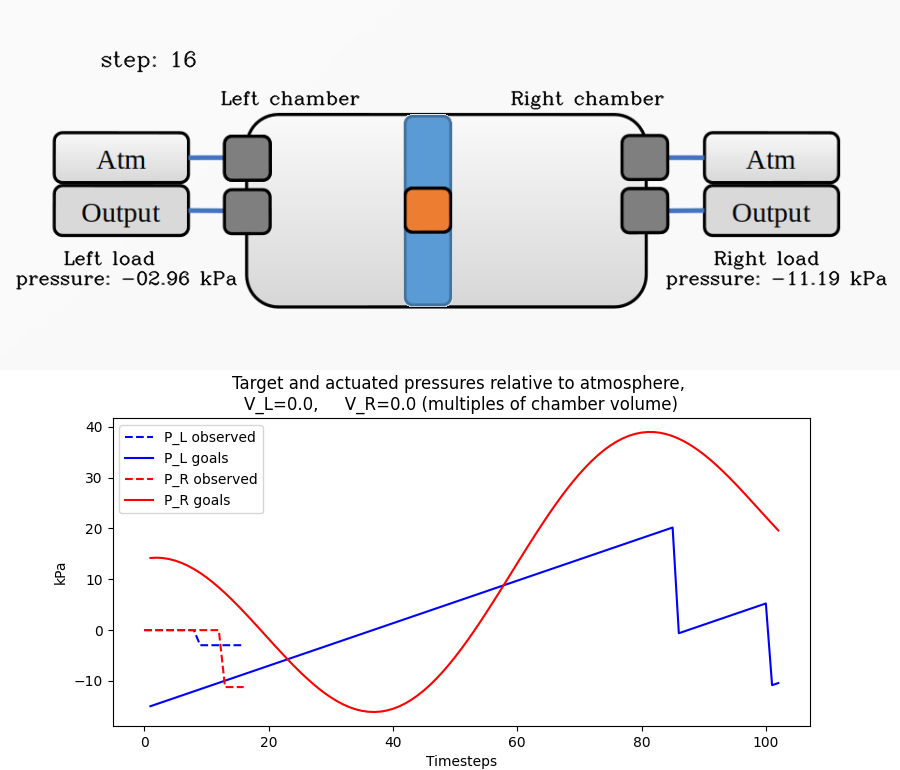 step: 16
Left chamber
Right chamber
Atm
Atm
Output
Output
Left load
pressure: -02.96 kPa
Right load
pressure: -11.19 kPa
Target and actuated pressures relative to atmosphere,
V_L=0.0, V_R=0.0 (multiples of chamber volume)
P_L observed
P_L goals
P_R observed
P_R goals
40
30
20
10
0
−10
kPa
0 20 40 60 80 100
Timesteps